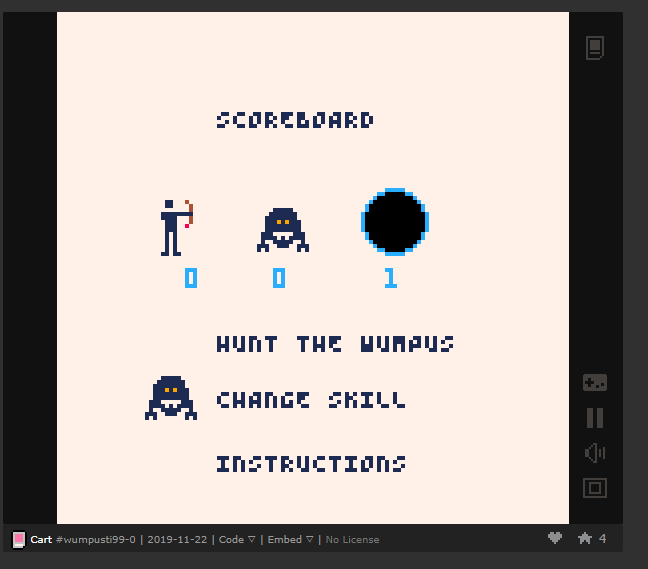 SCOREBOARD
0 0 1
HUNT THE WUMPUS
CHANGE SKILL
INSTRUCTIONS
Cart #wumpusti99-0 | 2019-11-22 | Code ▽ | Embed ▽ | No License 4